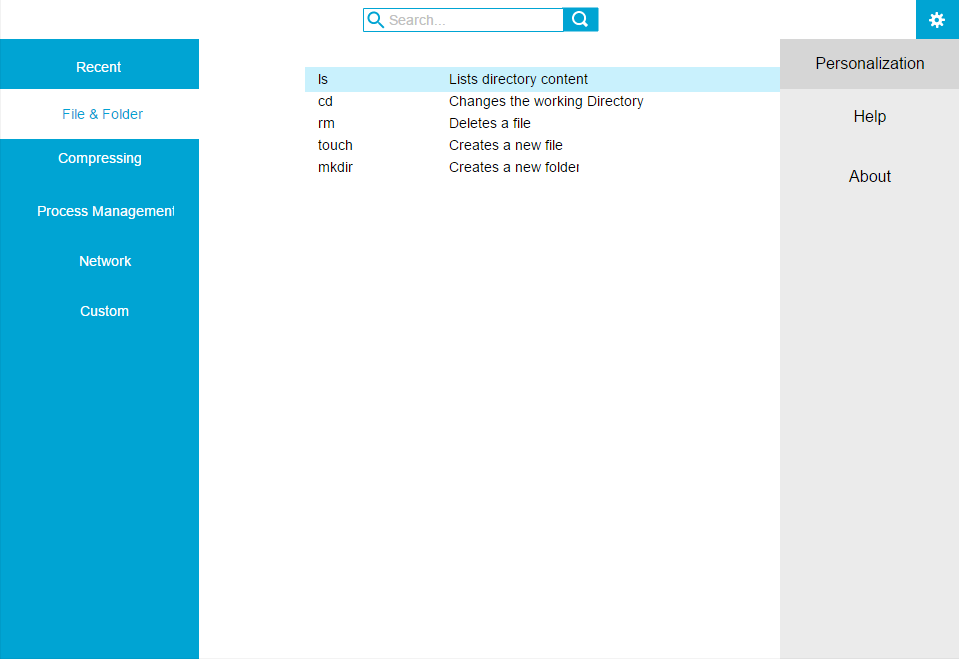 Search...
Recent
File & Folder
Compressing
Process Management
Network
Custom
ls Lists directory content
cd Changes the working Directory
rm Deletes a file
touch Creates a new file
mkdir Creates a new folder
Personalization
Help
About